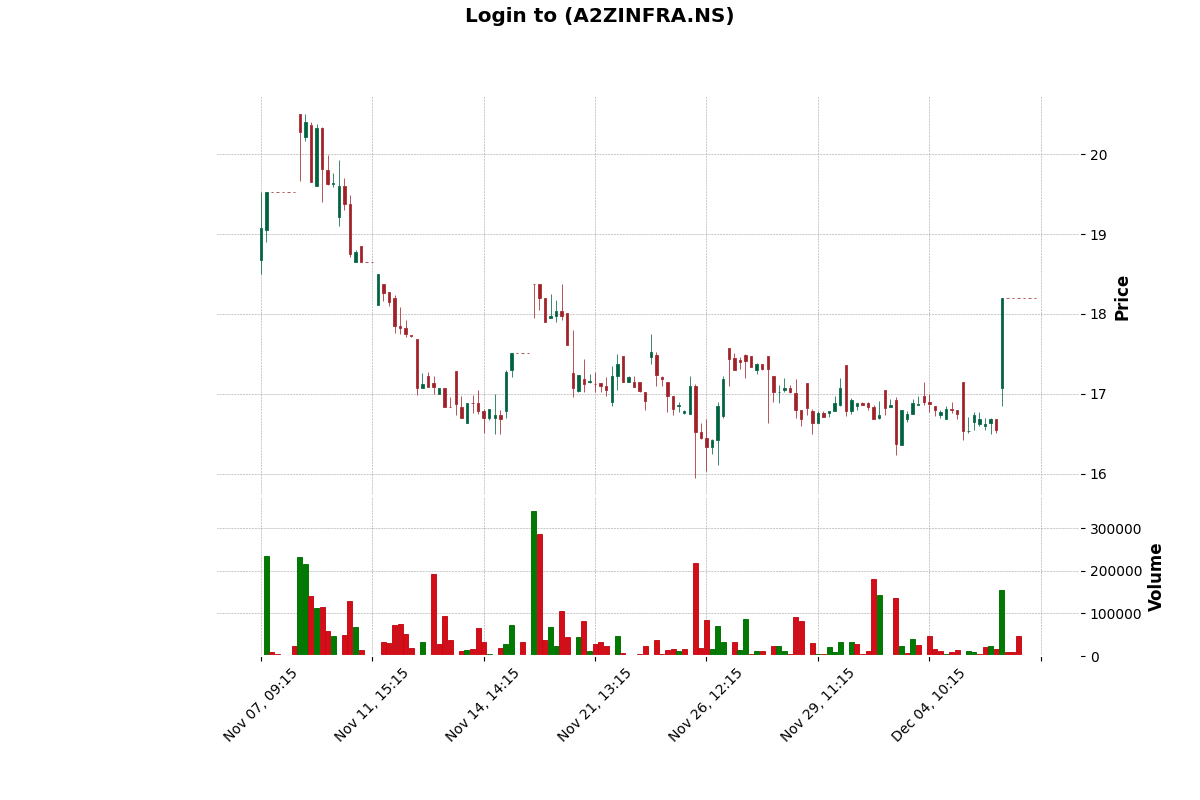 Login to (A2ZINFRA.NS)
20
19
18
17
16
Price
300000
200000
100000
0
Volume
Nov 07, 09:15
Nov 11, 15:15
Nov 14, 14:15
Nov 21, 13:15
Nov 26, 12:15
Nov 29, 11:15
Dec 04, 10:15